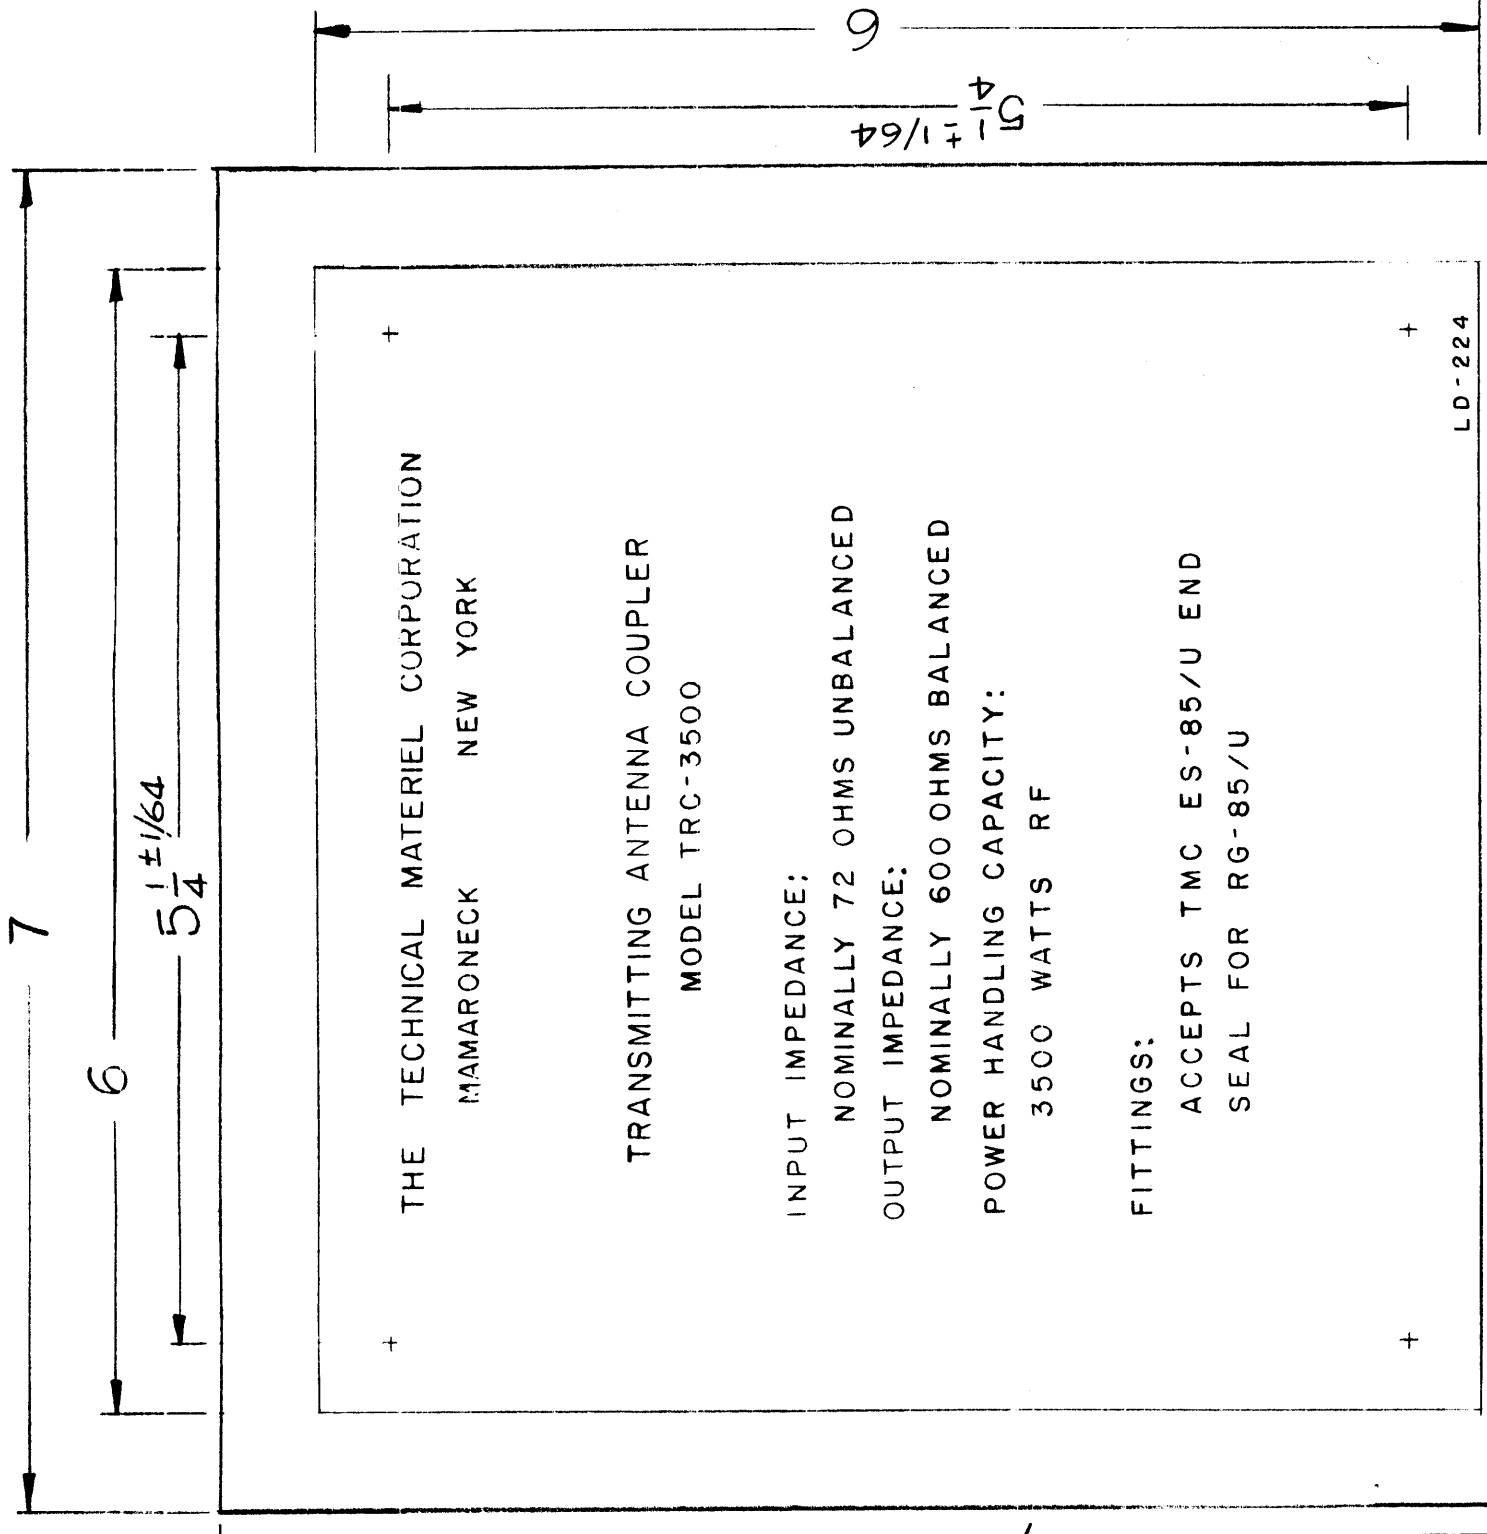 7
6
5 1/4 ± 1/64
6
5 1/4 ± 1/64
THE TECHNICAL MATERIEL CORPORATION
MAMARONECK NEW YORK
TRANSMITTING ANTENNA COUPLER
MODEL TRC-3500
INPUT IMPEDANCE:
NOMINALLY 72 OHMS UNBALANCED
OUTPUT IMPEDANCE:
NOMINALLY 600 OHMS BALANCED
POWER HANDLING CAPACITY:
3500 WATTS RF
FITTINGS:
ACCEPTS TMC ES-85/U END
SEAL FOR RG-85/U
LD-224